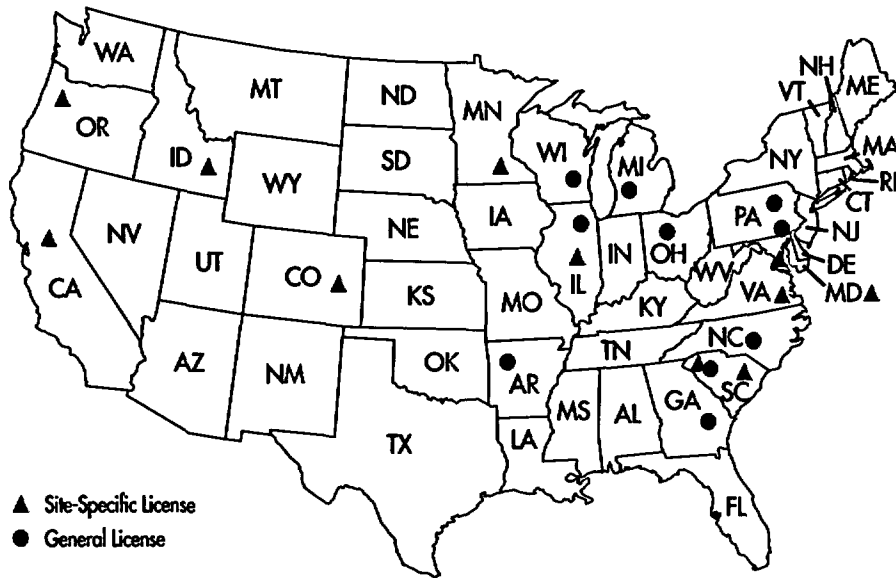 WA
MT
ND
MN
OR
ID
WY
SD
WI
MI
NH
VT
ME
NY
MA
RI
CT
NV
UT
CO
NE
IA
IL
IN
OH
PA
NJ
DE
MD
WV
VA
CA
KS
MO
KY
NC
TN
SC
AZ
NM
OK
AR
MS
AL
GA
TX
LA
FL
Site-Specific License
General License